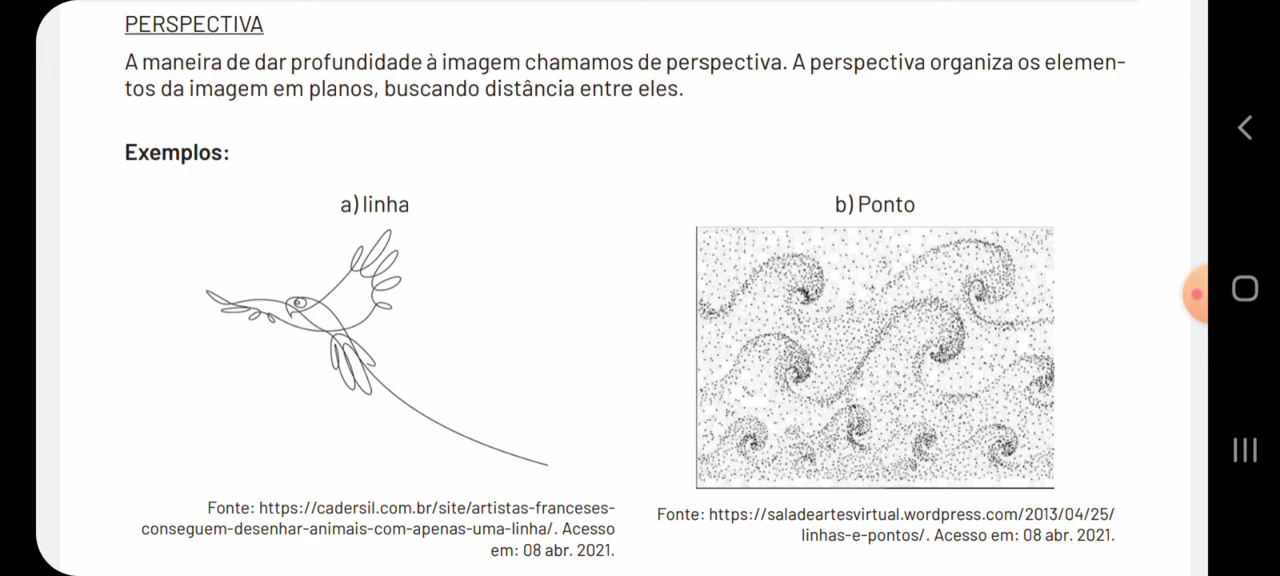 PERSPECTIVA
A maneira de dar profundidade à imagem chamamos de perspectiva. A perspectiva organiza os elemen-
tos da imagem em planos, buscando distância entre eles.
Exemplos:
a) linha
b) Ponto
Fonte: https://cadersil.com.br/site/artistas-franceses-
conseguem-desenhar-animais-com-apenas-uma-linha/. Acesso
em: 08 abr. 2021.
Fonte: https://saladeartesvirtual.wordpress.com/2013/04/25/
linhas-e-pontos/. Acesso em: 08 abr. 2021.